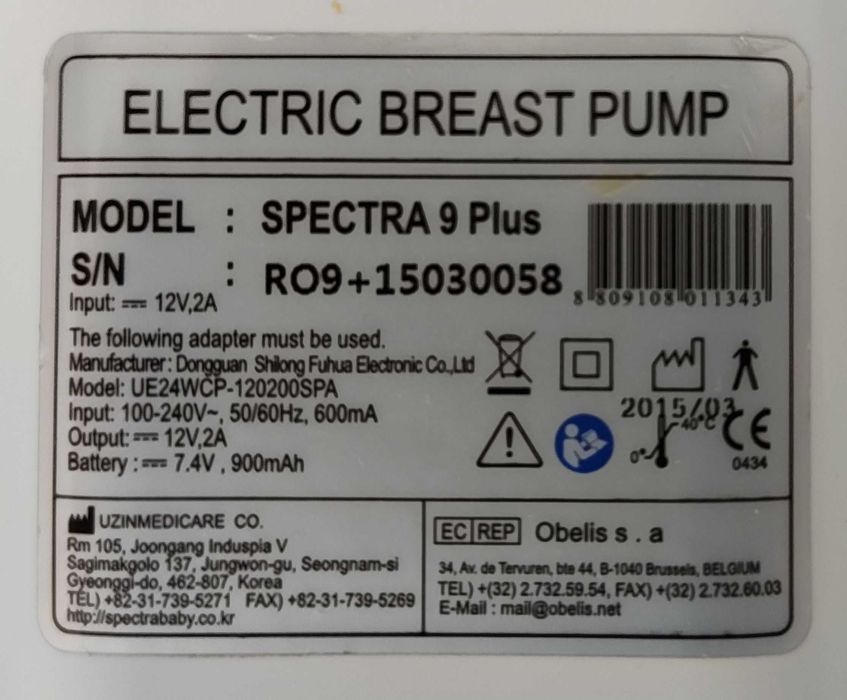 ELECTRIC BREAST PUMP
MODEL : SPECTRA 9 Plus
S/N : RO9+15030058
8 809108 011343
Input: ⎓ 12V,2A
The following adapter must be used.
Manufacturer : Dongguan Shilong Fuhua Electronic Co.,Ltd
Model: UE24WCP-120200SPA
Input: 100-240V~, 50/60Hz, 600mA
Output: ⎓ 12V,2A
Battery : ⎓ 7.4V , 900mAh
2015/03
0° 40°C
CE
0434
UZINMEDICARE CO.
Rm 105, Joongang Induspia V
Sagimakgolo 137, Jungwon-gu, Seongnam-si
Gyeonggi-do, 462-807, Korea
TEL) +82-31-739-5271 FAX) +82-31-739-5269
http://spectrababy.co.kr
EC REP Obelis s . a
34, Av. de Tervuren, bte 44, B-1040 Brussels, BELGIUM
TEL) +(32) 2.732.59.54, FAX) +(32) 2.732.60.03
E-Mail : mail@obelis.net